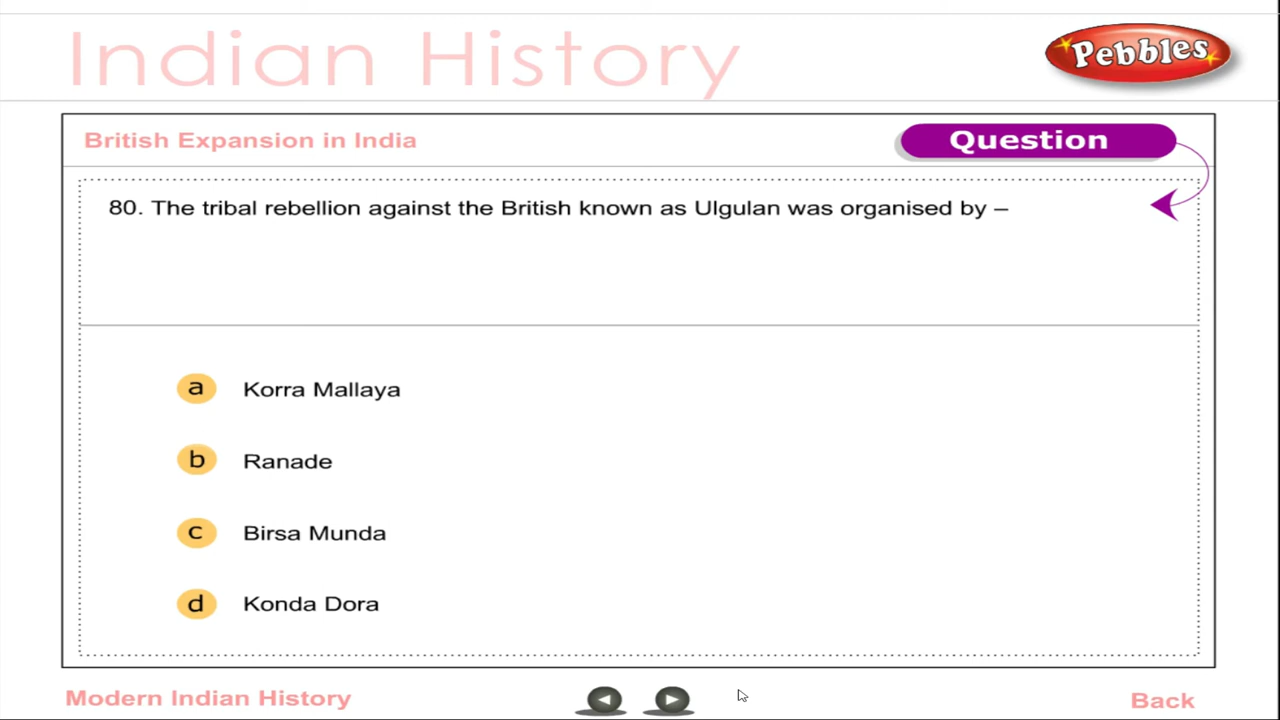 Indian History
Pebbles
British Expansion in India
Question
80. The tribal rebellion against the British known as Ulgulan was organised by –
a Korra Mallaya
b Ranade
c Birsa Munda
d Konda Dora
Modern Indian History
Back